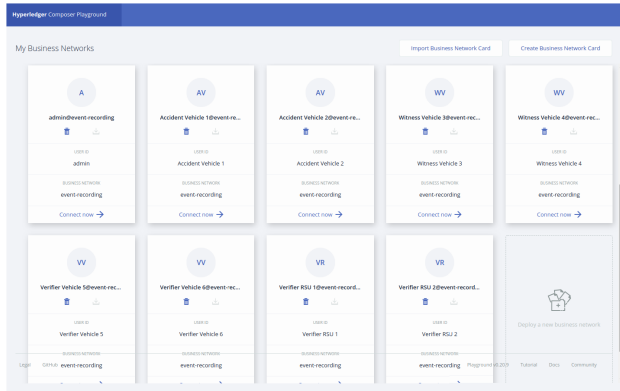 Hyperledger Composer Playground
My Business Networks
Import Business Network Card
Create Business Network Card
A
AV
AV
WV
WV
admin@event-recording
Accident Vehicle 1@event-re...
Accident Vehicle 2@event-re...
Witness Vehicle 3@event-rec...
Witness Vehicle 4@event-rec...
USER ID
USER ID
USER ID
USER ID
USER ID
admin
Accident Vehicle 1
Accident Vehicle 2
Witness Vehicle 3
Witness Vehicle 4
BUSINESS NETWORK
BUSINESS NETWORK
BUSINESS NETWORK
BUSINESS NETWORK
BUSINESS NETWORK
event-recording
event-recording
event-recording
event-recording
event-recording
Connect now
Connect now
Connect now
Connect now
Connect now
VV
VV
VR
VR
Verifier Vehicle 5@event-rec...
Verifier Vehicle 6@event-rec...
Verifier RSU 1@event-record...
Verifier RSU 2@event-record...
USER ID
USER ID
USER ID
USER ID
Deploy a new business network
Verifier Vehicle 5
Verifier Vehicle 6
Verifier RSU 1
Verifier RSU 2
BUSINESS NETWORK
BUSINESS NETWORK
BUSINESS NETWORK
BUSINESS NETWORK
Legal
GitHub
event-recording
event-recording
event-recording
event-recording
Playground v0.20.9
Tutorial
Docs
Community